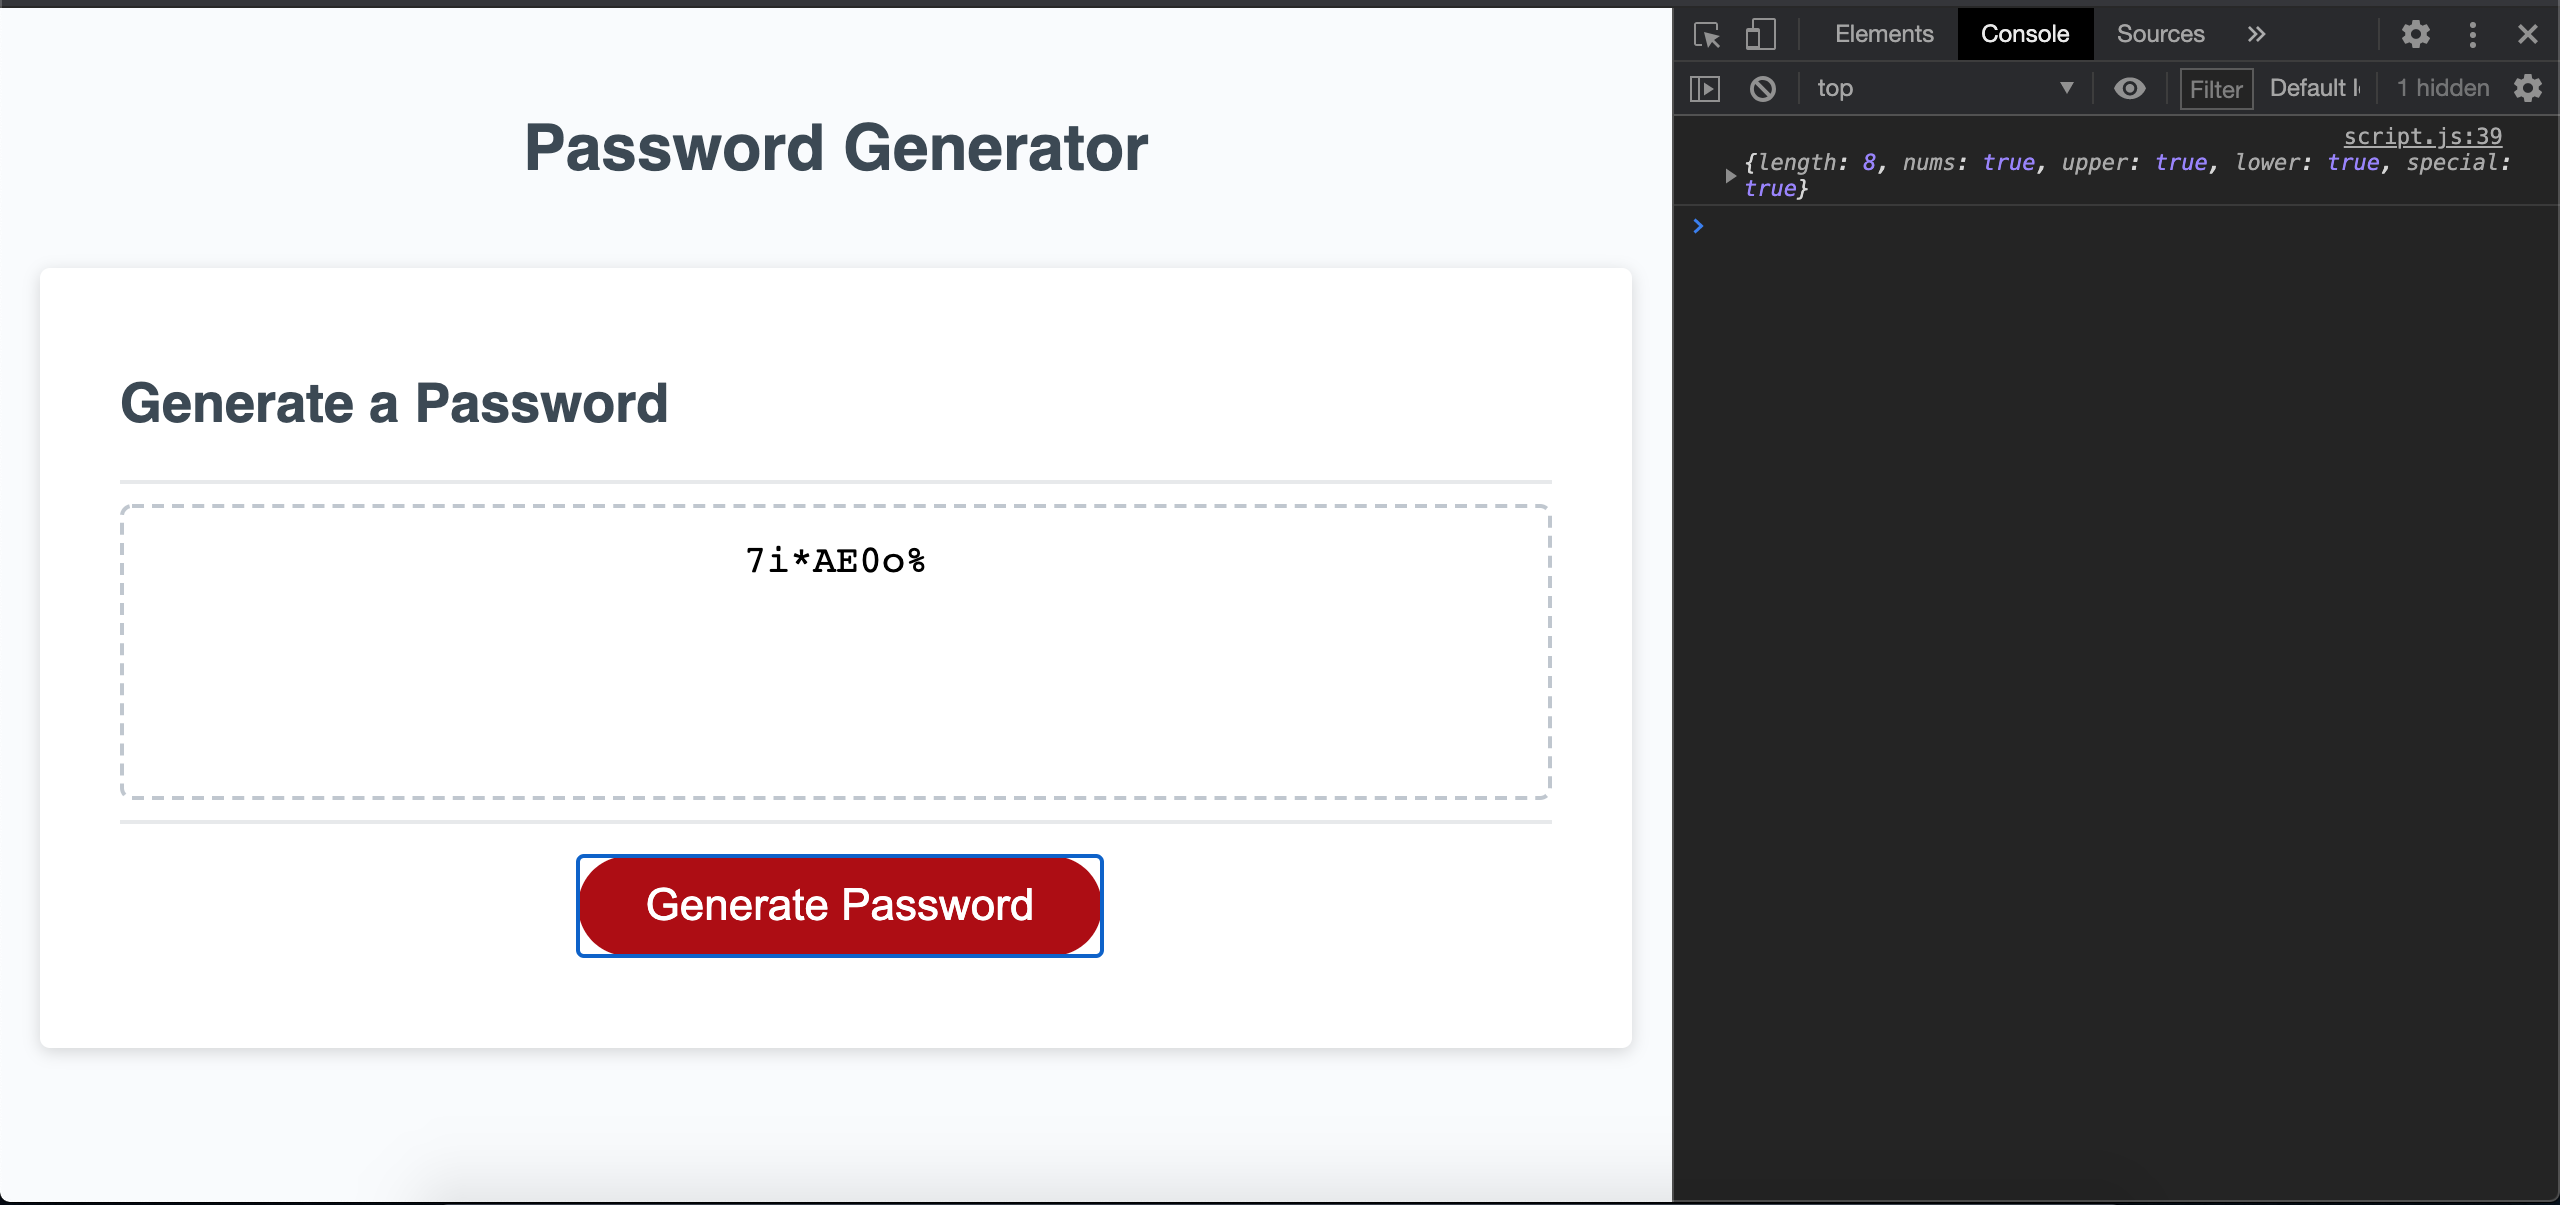 Password Generator
Generate a Password
7i*AE0o%
Generate Password
Elements Console Sources »
top Filter Default l 1 hidden
script.js:39
{length: 8, nums: true, upper: true, lower: true, special:
true}